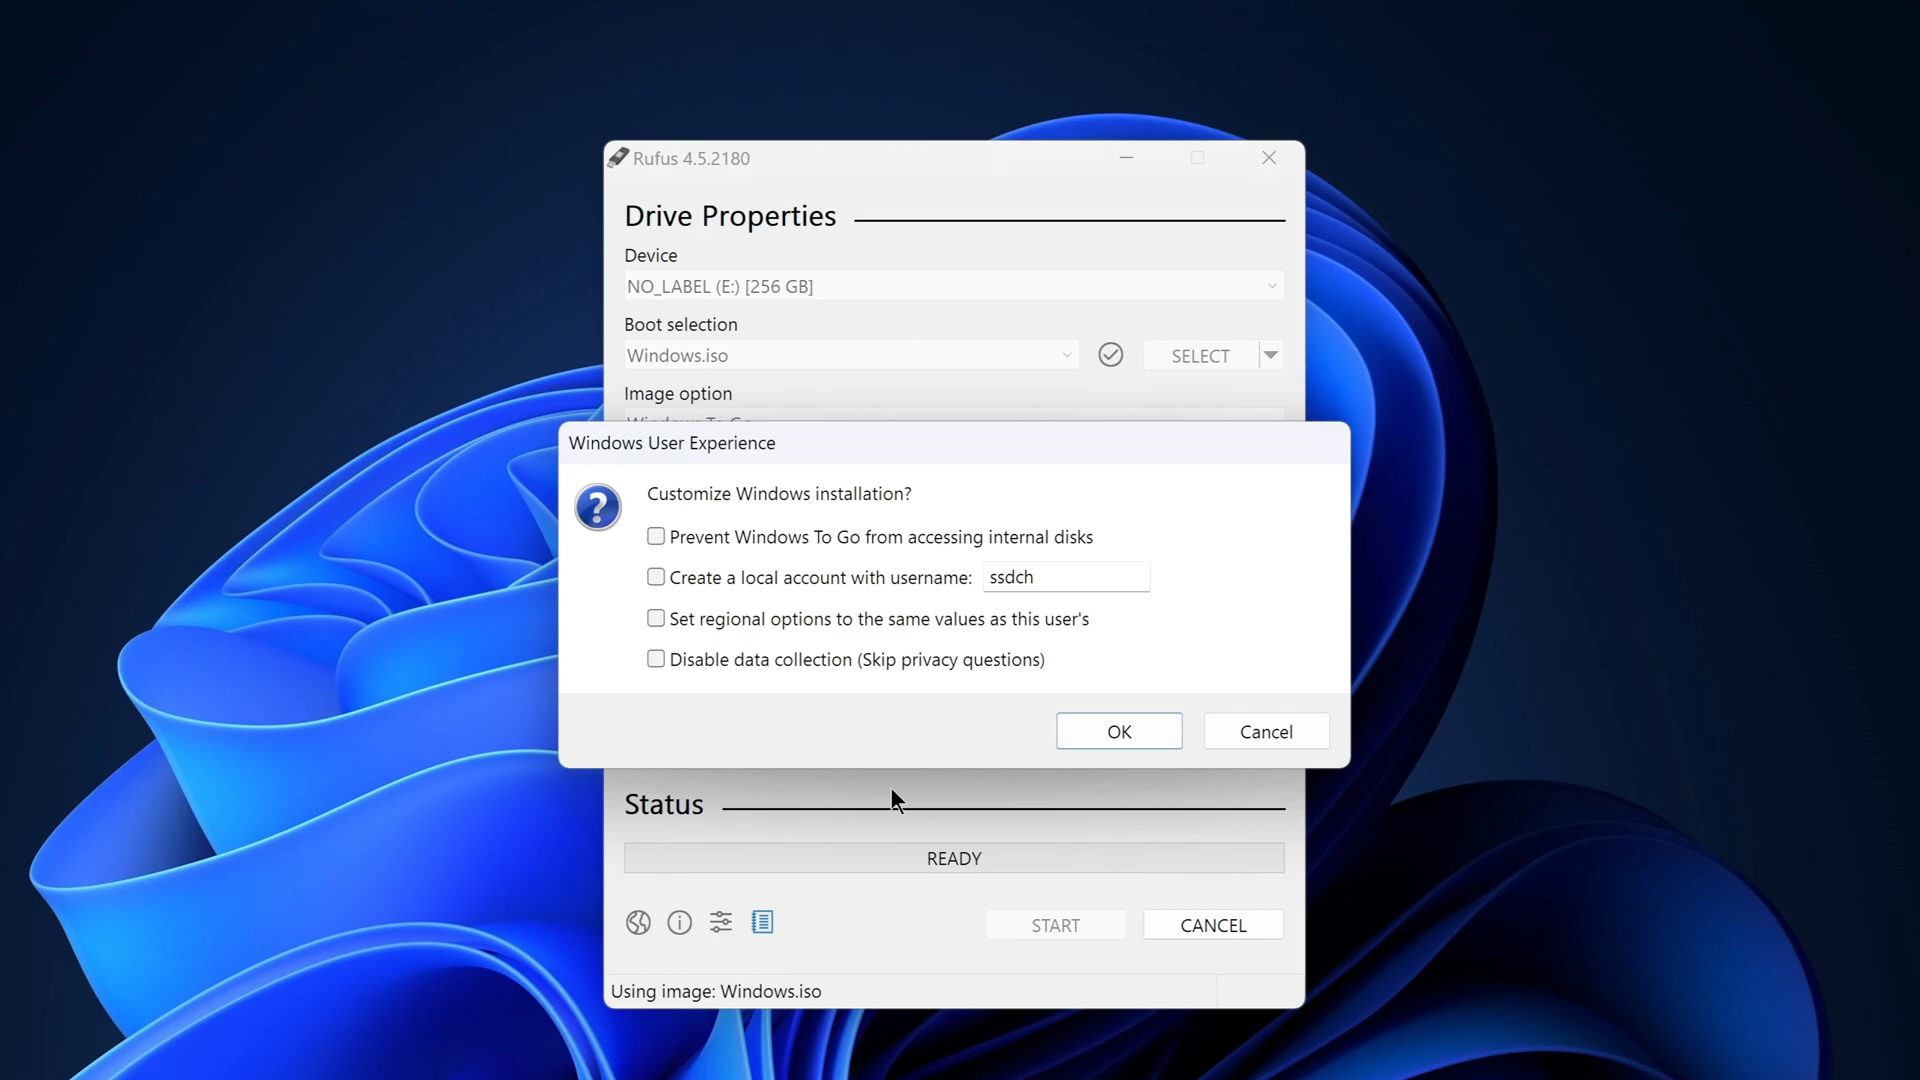 Rufus 4.5.2180
Drive Properties
Device
NO_LABEL (E:) [256 GB]
Boot selection
Windows.iso
SELECT
Image option
Windows To Go
Windows User Experience
Customize Windows installation?
Prevent Windows To Go from accessing internal disks
Create a local account with username: ssdch
Set regional options to the same values as this user's
Disable data collection (Skip privacy questions)
OK Cancel
Status
READY
START CANCEL
Using image: Windows.iso